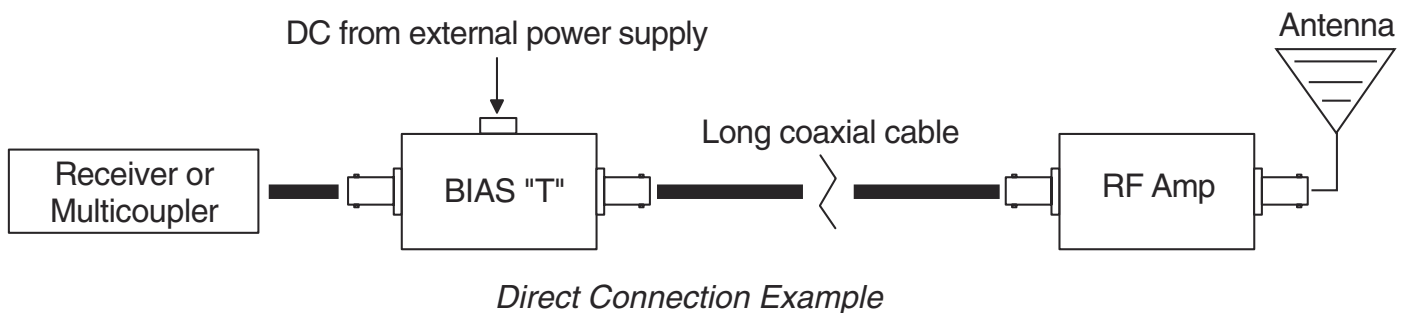 DC from external power supply
Antenna
Long coaxial cable
Receiver or
Multicoupler
BIAS "T"
RF Amp
Direct Connection Example